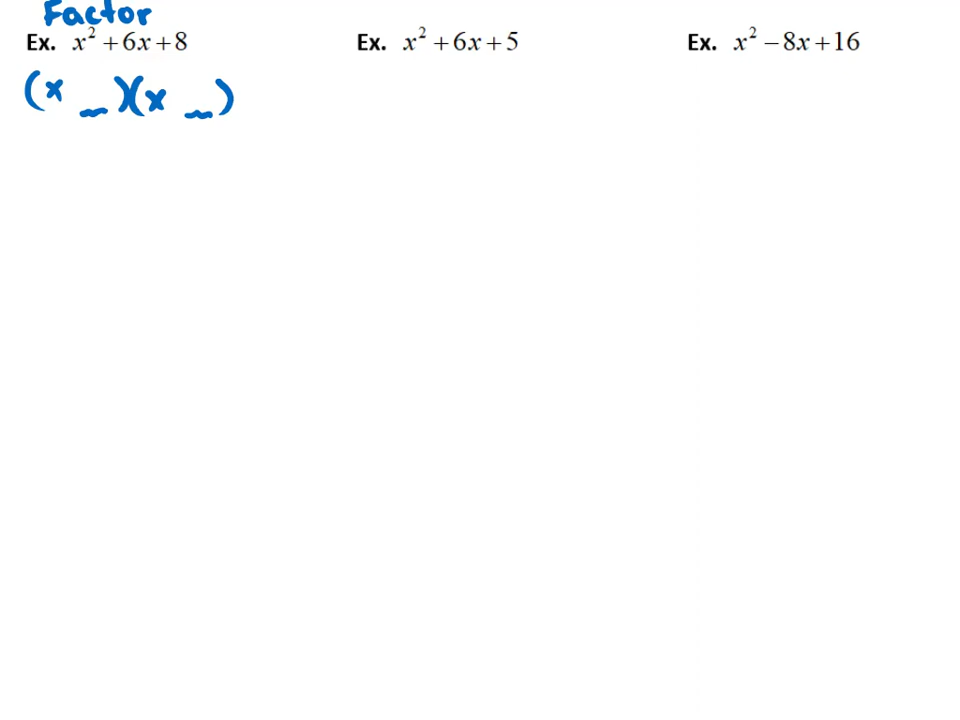 Factor
Ex. x² + 6x + 8
Ex. x² + 6x + 5
Ex. x² − 8x + 16
(x _)(x _)